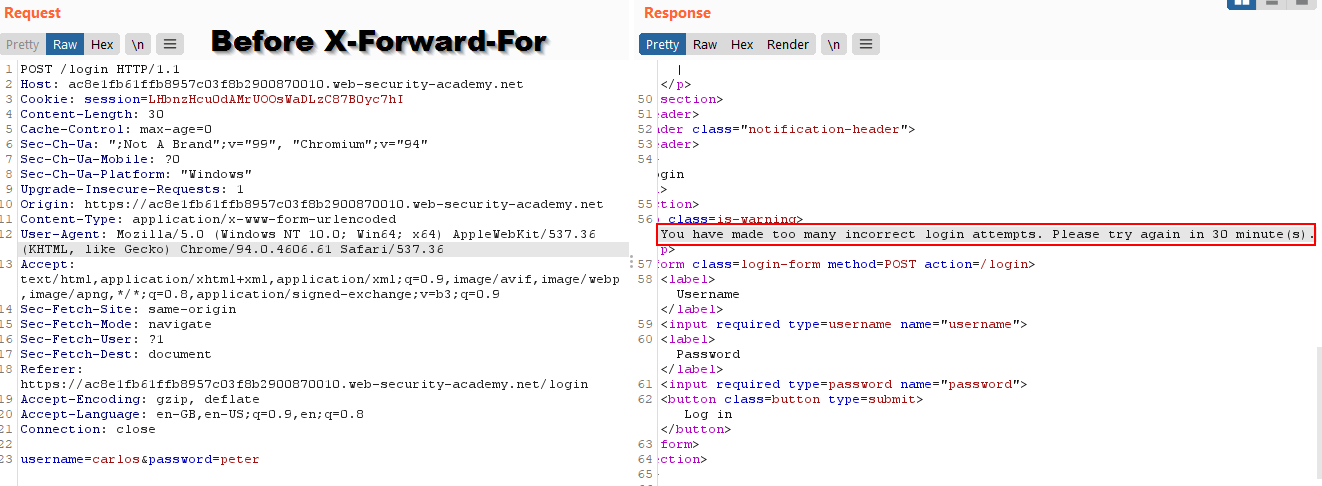 Request
Pretty Raw Hex \n
Before X-Forward-For
1 POST /login HTTP/1.1
2 Host: ac8e1fb61ffb8957c03f8b2900870010.web-security-academy.net
3 Cookie: session=LHbnzHcuOdAMrUOOsWaDLzC87B0yc7hI
4 Content-Length: 30
5 Cache-Control: max-age=0
6 Sec-Ch-Ua: ";Not A Brand";v="99", "Chromium";v="94"
7 Sec-Ch-Ua-Mobile: ?0
8 Sec-Ch-Ua-Platform: "Windows"
9 Upgrade-Insecure-Requests: 1
10 Origin: https://ac8e1fb61ffb8957c03f8b2900870010.web-security-academy.net
11 Content-Type: application/x-www-form-urlencoded
12 User-Agent: Mozilla/5.0 (Windows NT 10.0; Win64; x64) AppleWebKit/537.36
(KHTML, like Gecko) Chrome/94.0.4606.61 Safari/537.36
13 Accept:
text/html,application/xhtml+xml,application/xml;q=0.9,image/avif,image/webp
,image/apng,*/*;q=0.8,application/signed-exchange;v=b3;q=0.9
14 Sec-Fetch-Site: same-origin
15 Sec-Fetch-Mode: navigate
16 Sec-Fetch-User: ?1
17 Sec-Fetch-Dest: document
18 Referer:
https://ac8e1fb61ffb8957c03f8b2900870010.web-security-academy.net/login
19 Accept-Encoding: gzip, deflate
20 Accept-Language: en-GB,en-US;q=0.9,en;q=0.8
21 Connection: close
22
23 username=carlos&password=peter
Response
Pretty Raw Hex Render \n
|
</p>
50 section>
51 eader>
52 ader class="notification-header">
53 eader>
54
ogin
>
55 ction>
56 class=is-warning>
You have made too many incorrect login attempts. Please try again in 30 minute(s).
p>
57 form class=login-form method=POST action=/login>
58 <label>
Username
</label>
59 <input required type=username name="username">
60 <label>
Password
</label>
61 <input required type=password name="password">
62 <button class=button type=submit>
Log in
</button>
63 form>
64 ction>
65